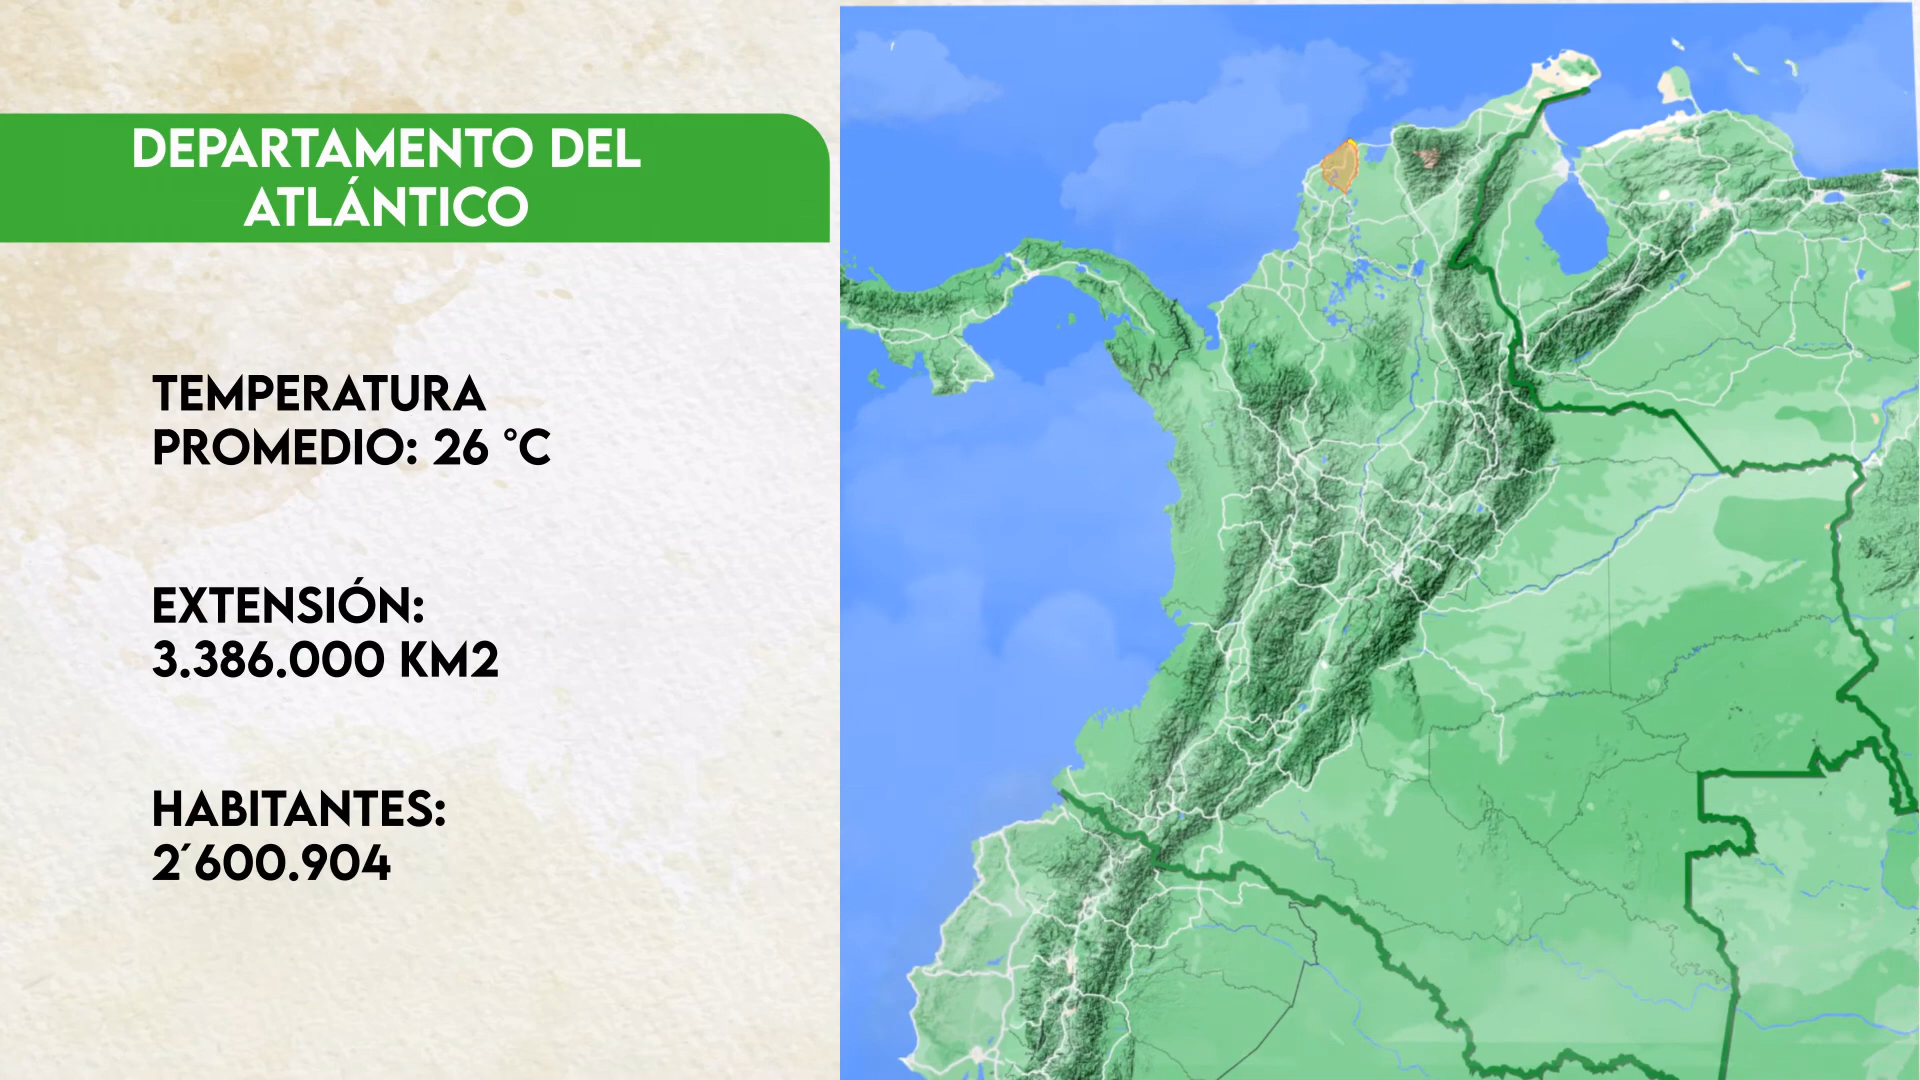 DEPARTAMENTO DEL
ATLÁNTICO
TEMPERATURA
PROMEDIO: 26 °C
EXTENSIÓN:
3.386.000 KM2
HABITANTES:
2´600.904